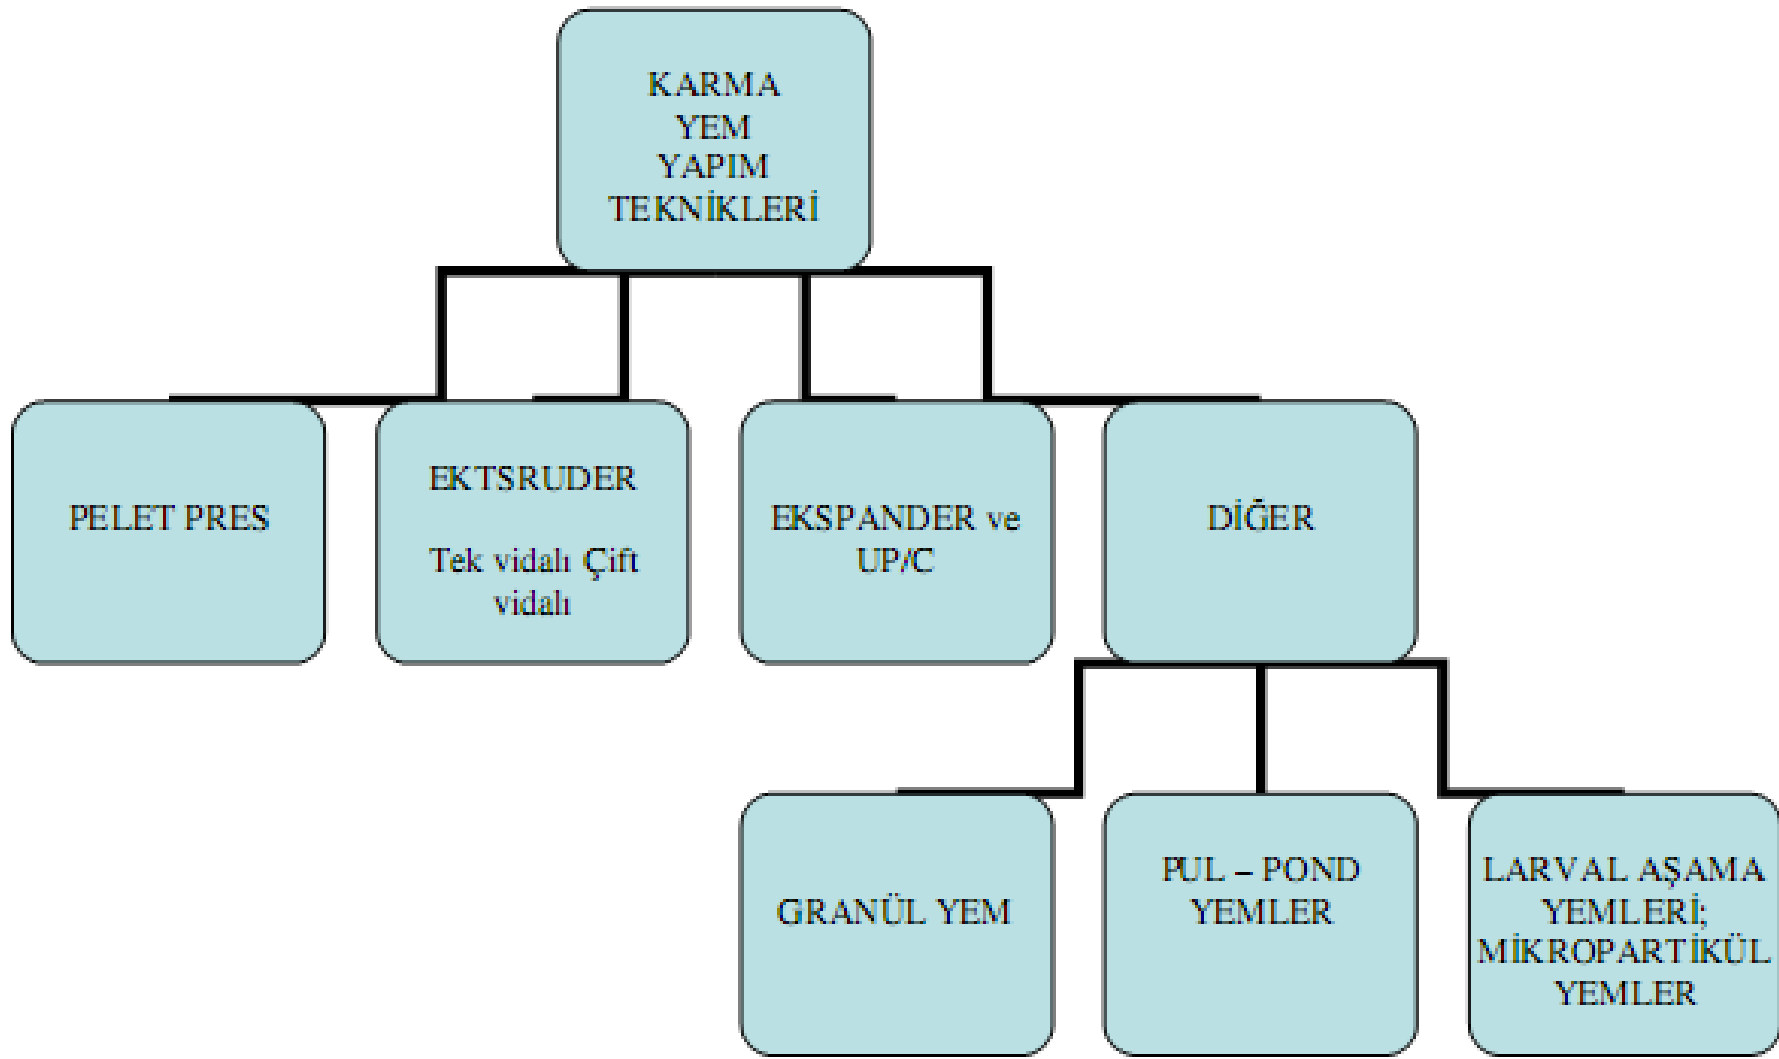 KARMA
YEM
YAPIM
TEKNİKLERİ
PELET PRES
EKTSRUDER
Tek vidalı Çift
vidalı
EKSPANDER ve
UP/C
DİĞER
GRANÜL YEM
PUL – POND
YEMLER
LARVAL AŞAMA
YEMLERİ;
MİKROPARTİKÜL
YEMLER